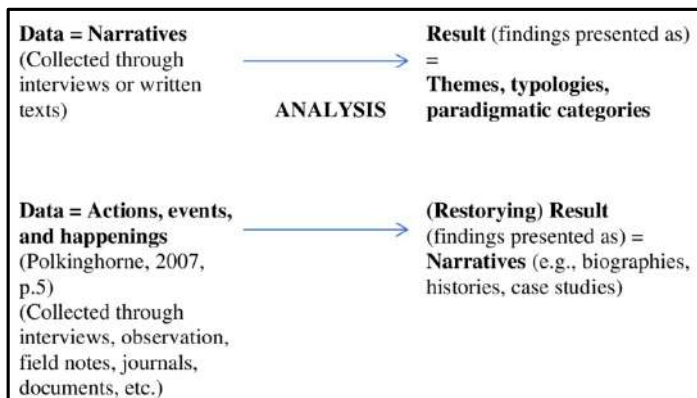 Data = Narratives
(Collected through
interviews or written
texts)
ANALYSIS
Result (findings presented as)
=
Themes, typologies,
paradigmatic categories
Data = Actions, events,
and happenings
(Polkinghorne, 2007,
p.5)
(Collected through
interviews, observation,
field notes, journals,
documents, etc.)
(Restorying) Result
(findings presented as) =
Narratives (e.g., biographies,
histories, case studies)